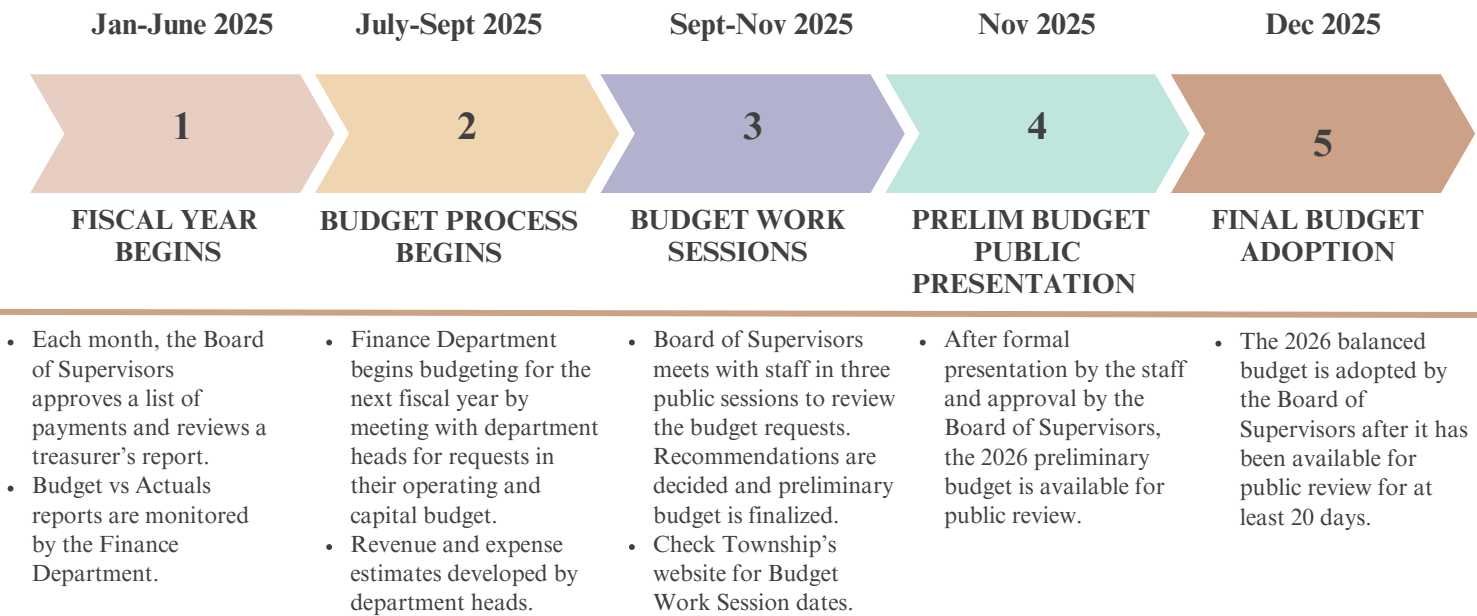 Jan-June 2025
July-Sept 2025
Sept-Nov 2025
Nov 2025
Dec 2025
1
2
3
4
5
FISCAL YEAR
BEGINS
BUDGET PROCESS
BEGINS
BUDGET WORK
SESSIONS
PRELIM BUDGET
PUBLIC
PRESENTATION
FINAL BUDGET
ADOPTION
• Each month, the Board
of Supervisors
approves a list of
payments and reviews a
treasurer’s report.
• Budget vs Actuals
reports are monitored
by the Finance
Department.
• Finance Department
begins budgeting for the
next fiscal year by
meeting with department
heads for requests in
their operating and
capital budget.
• Revenue and expense
estimates developed by
department heads.
• Board of Supervisors
meets with staff in three
public sessions to review
the budget requests.
Recommendations are
decided and preliminary
budget is finalized.
• Check Township’s
website for Budget
Work Session dates.
• After formal
presentation by the staff
and approval by the
Board of Supervisors,
the 2026 preliminary
budget is available for
public review.
• The 2026 balanced
budget is adopted by
the Board of
Supervisors after it has
been available for
public review for at
least 20 days.